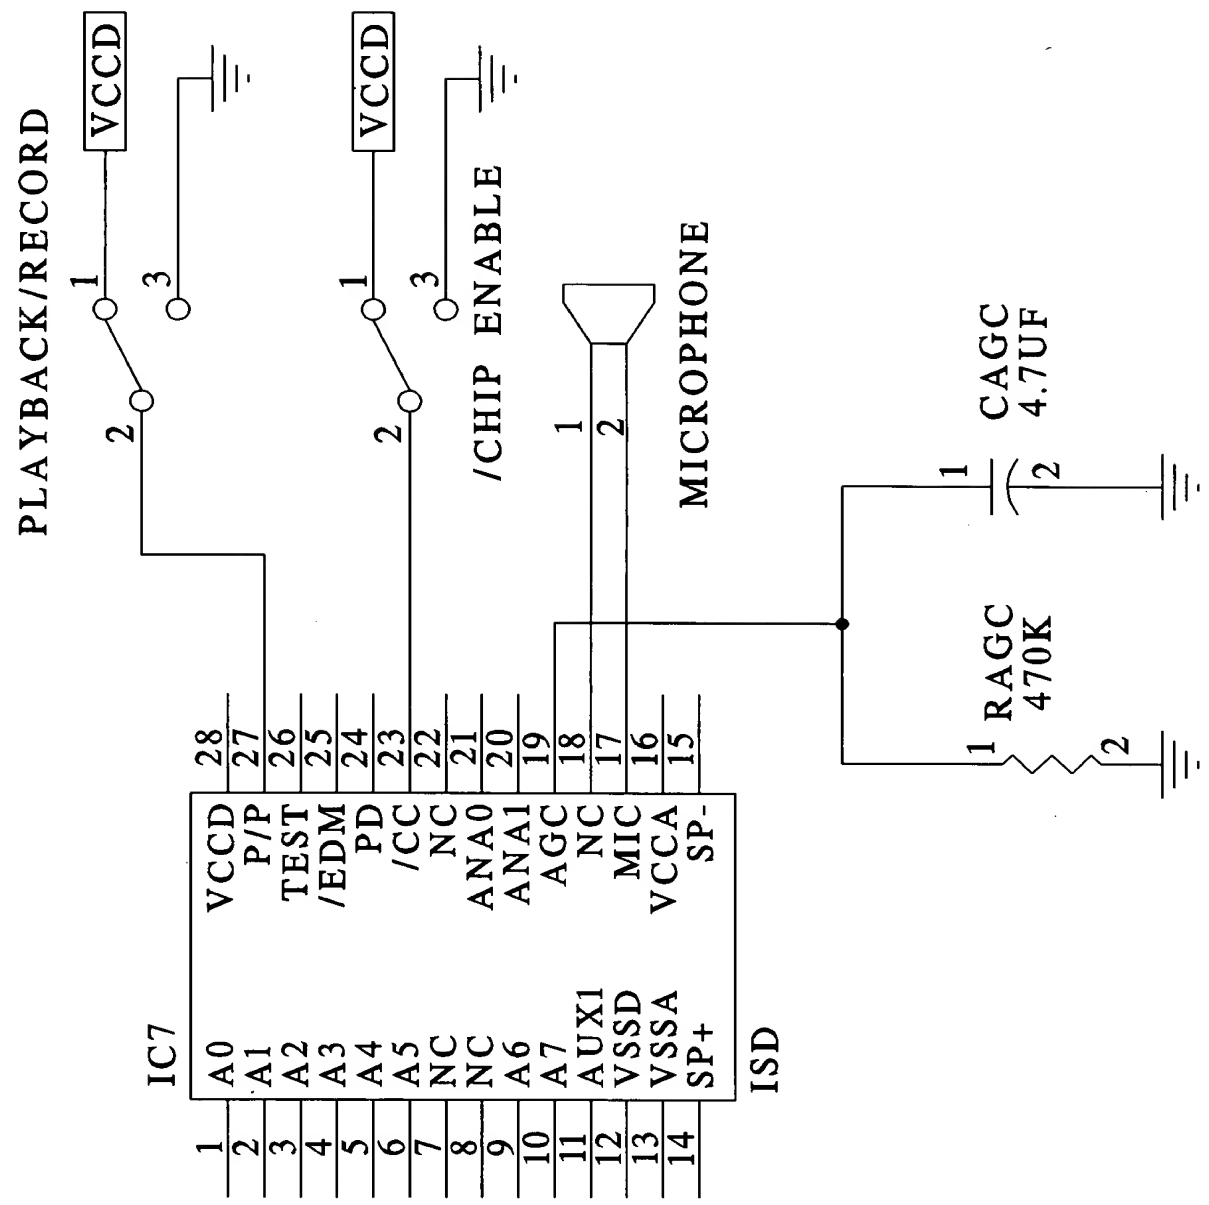 PLAYBACK/RECORD
VCCD
1
3
2
VCCD
1
3
2
/CHIP ENABLE
MICROPHONE
1
2
CAGC
4.7UF
1
2
RAGC
470K
1
2
IC7
ISD
28 VCCD
27 P/P
26 TEST
25 /EDM
24 PD
23 /CC
22 NC
21 ANA0
20 ANA1
19 AGC
18 NC
17 MIC
16 VCCA
15 SP-
1 A0
2 A1
3 A2
4 A3
5 A4
6 A5
7 NC
8 NC
9 A6
10 A7
11 AUX1
12 VSSD
13 VSSA
14 SP+